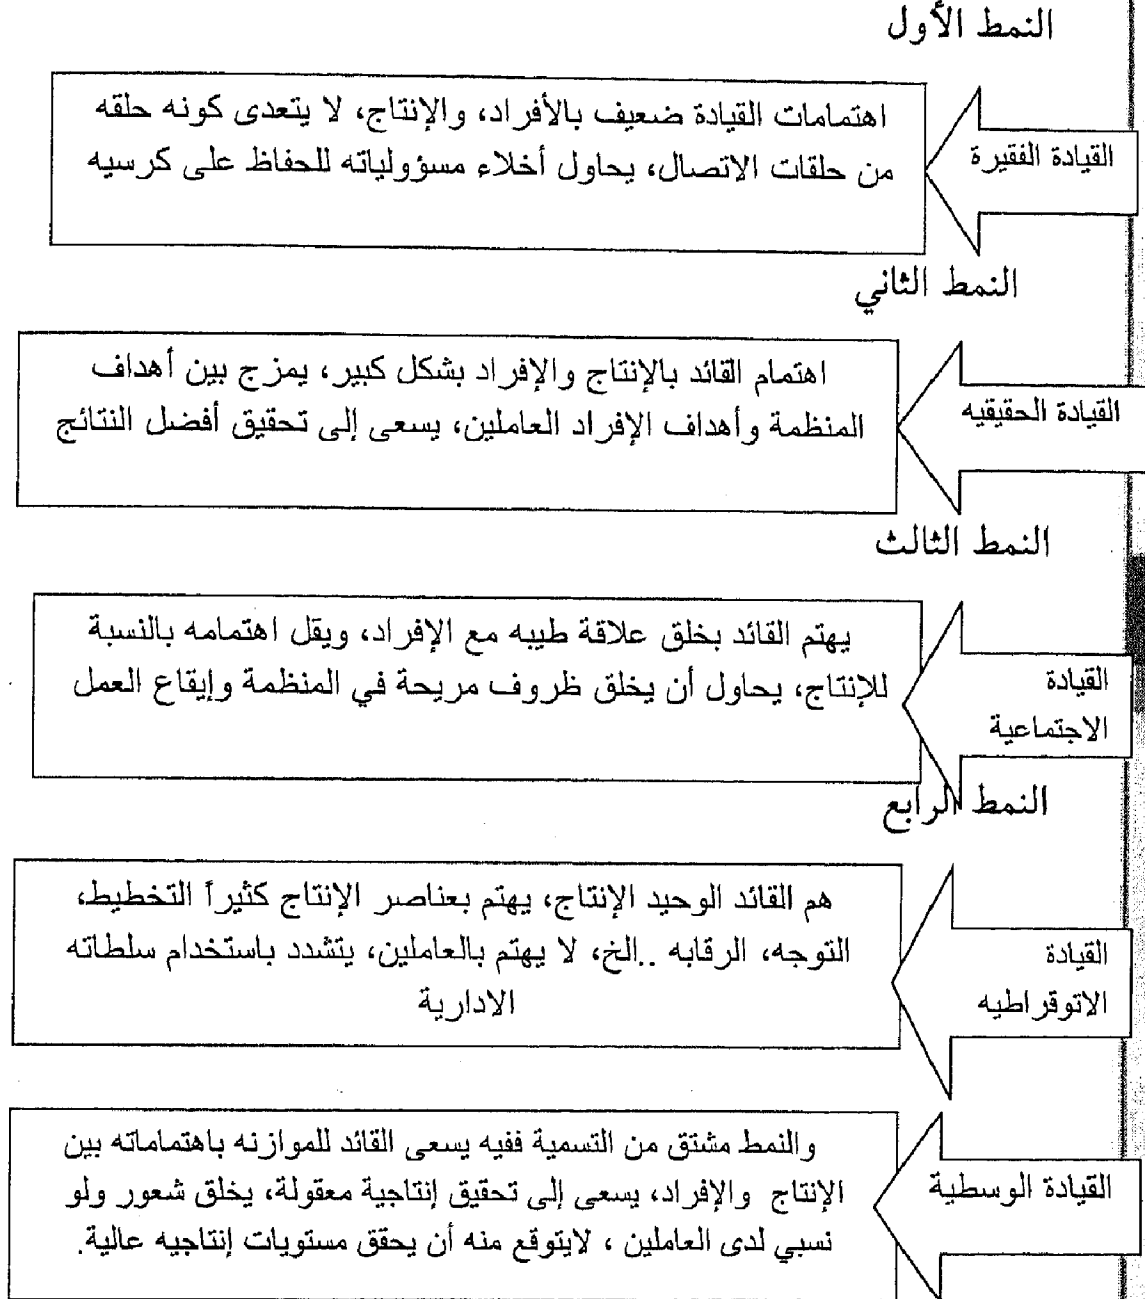 النمط الأول
القيادة الفقيرة
اهتمامات القيادة ضعيف بالأفراد، والإنتاج، لا يتعدى كونه حلقه
من حلقات الاتصال، يحاول أخلاء مسؤولياته للحفاظ على كرسيه
النمط الثاني
القيادة الحقيقيه
اهتمام القائد بالإنتاج والإفراد بشكل كبير، يمزج بين أهداف
المنظمة وأهداف الإفراد العاملين، يسعى إلى تحقيق أفضل النتائج
النمط الثالث
القيادة
الاجتماعية
يهتم القائد بخلق علاقة طيبه مع الإفراد، ويقل اهتمامه بالنسبة
للإنتاج، يحاول أن يخلق ظروف مريحة في المنظمة وإيقاع العمل
النمط الرابع
القيادة
الاتوقراطيه
هم القائد الوحيد الإنتاج، يهتم بعناصر الإنتاج كثيراً التخطيط،
التوجه، الرقابه ..الخ، لا يهتم بالعاملين، يتشدد باستخدام سلطاته
الادارية
القيادة الوسطية
والنمط مشتق من التسمية ففيه يسعى القائد للموازنه باهتماماته بين
الإنتاج والإفراد، يسعى إلى تحقيق إنتاجية معقولة، يخلق شعور ولو
نسبي لدى العاملين ، لايتوقع منه أن يحقق مستويات إنتاجيه عالية.